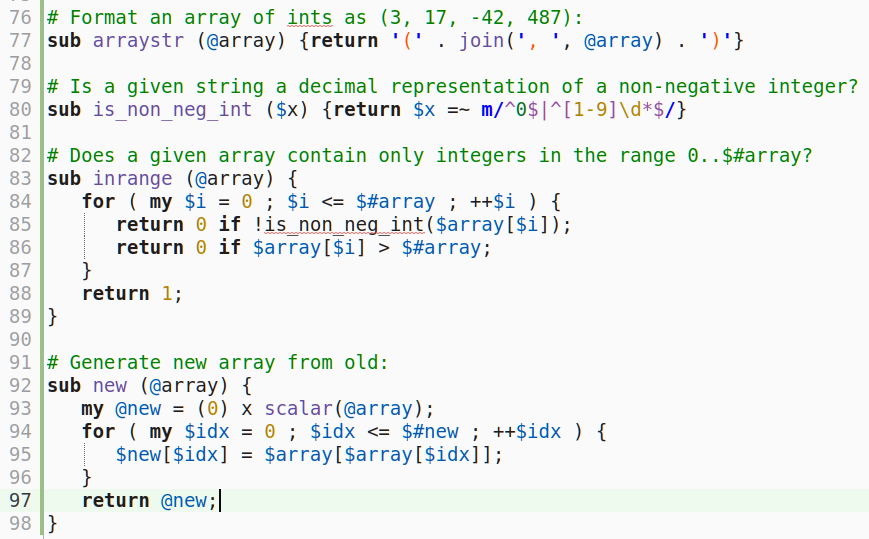 76 # Format an array of ints as (3, 17, -42, 487):
77 sub arraystr (@array) {return '(' . join(', ', @array) . ')'}
78
79 # Is a given string a decimal representation of a non-negative integer?
80 sub is_non_neg_int ($x) {return $x =~ m/^0$|^[1-9]\d*$/}
81
82 # Does a given array contain only integers in the range 0..$#array?
83 sub inrange (@array) {
84    for ( my $i = 0 ; $i <= $#array ; ++$i ) {
85       return 0 if !is_non_neg_int($array[$i]);
86       return 0 if $array[$i] > $#array;
87    }
88    return 1;
89 }
90
91 # Generate new array from old:
92 sub new (@array) {
93    my @new = (0) x scalar(@array);
94    for ( my $idx = 0 ; $idx <= $#new ; ++$idx ) {
95       $new[$idx] = $array[$array[$idx]];
96    }
97    return @new;
98 }